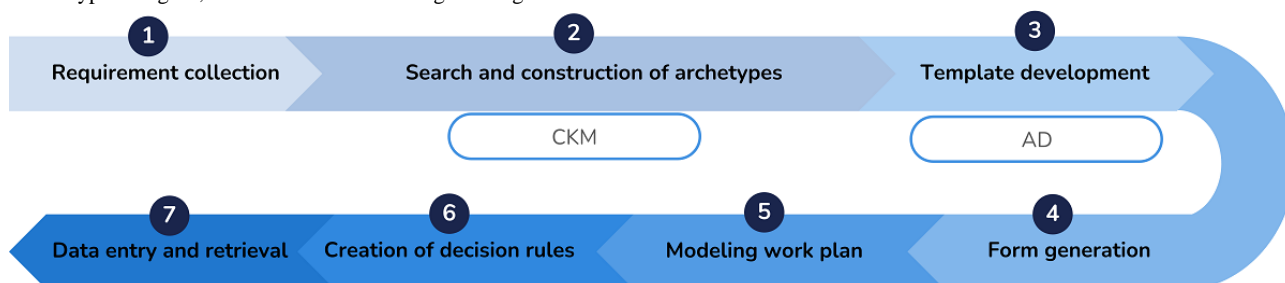 1
2
3
Requirement collection
Search and construction of archetypes
Template development
CKM
AD
7
6
5
4
Data entry and retrieval
Creation of decision rules
Modeling work plan
Form generation